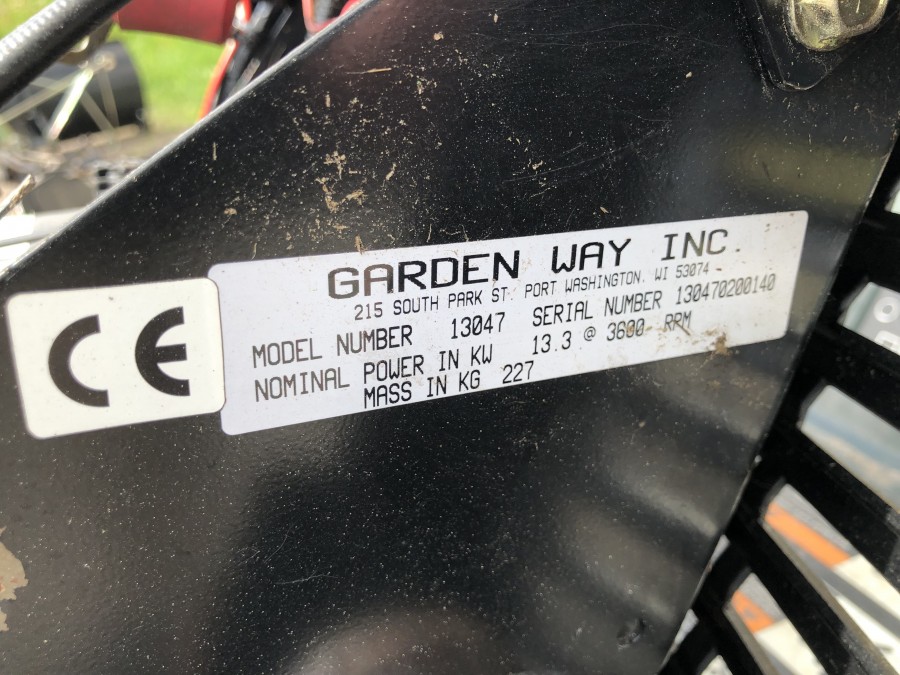 CE
GARDEN WAY INC.
215 SOUTH PARK ST. PORT WASHINGTON, WI 53074
MODEL NUMBER 13047 SERIAL NUMBER 130470200140
NOMINAL POWER IN KW 13.3 @ 3600 RPM
MASS IN KG 227